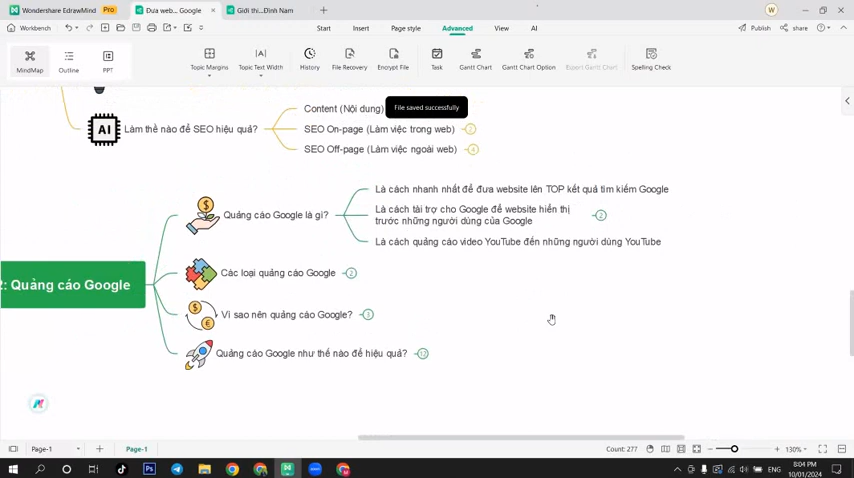 Wondershare EdrawMind
Pro
Đưa web... Google
Giới thi...Đình Nam
W
Workbench
Start
Insert
Page style
Advanced
View
AI
Publish
share
MindMap
Outline
PPT
Topic Margins
Topic Text Width
History
File Recovery
Encrypt File
Task
Gantt Chart
Gantt Chart Option
Export Gantt Chart
Spelling Check
File saved successfully
AI
Làm thế nào để SEO hiệu quả?
Content (Nội dung)
SEO On-page (Làm việc trong web)
2
SEO Off-page (Làm việc ngoài web)
4
2: Quảng cáo Google
Quảng cáo Google là gì?
Là cách nhanh nhất để đưa website lên TOP kết quả tìm kiếm Google
Là cách tài trợ cho Google để website hiển thị
trước những người dùng của Google
2
Là cách quảng cáo video YouTube đến những người dùng YouTube
Các loại quảng cáo Google
2
Vì sao nên quảng cáo Google?
3
Quảng cáo Google như thế nào để hiệu quả?
12
Page-1
Page-1
Count: 277
130%
ENG
8:04 PM
10/01/2024